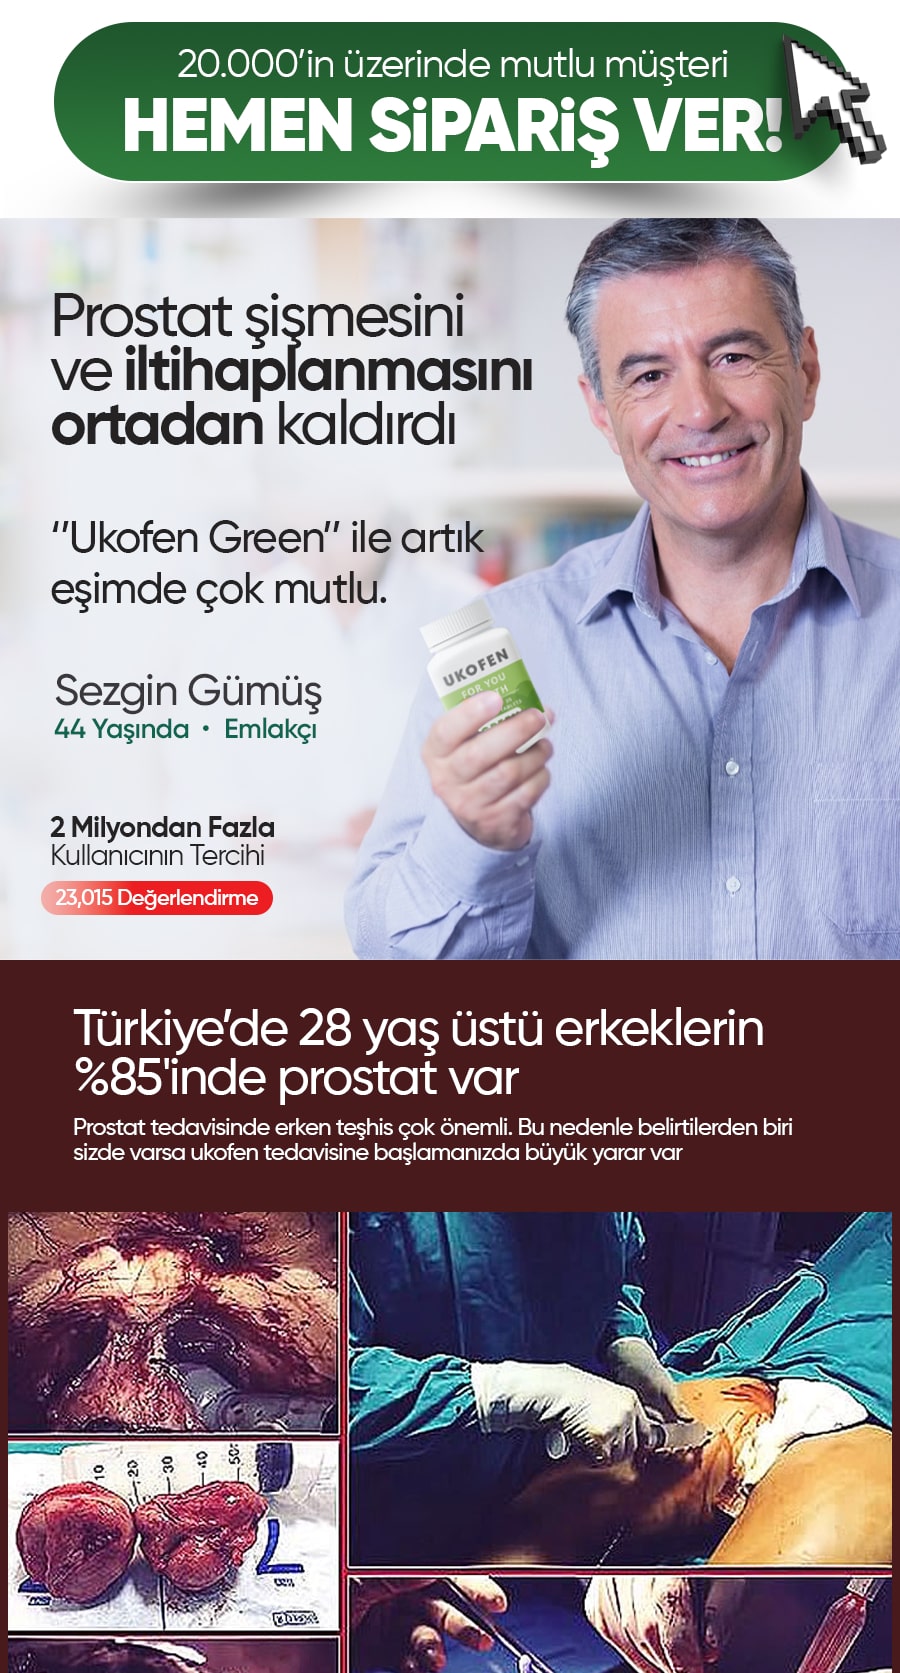 20.000’in üzerinde mutlu müşteri
HEMEN SİPARİŞ VER!
Prostat şişmesini
ve iltihaplanmasını
ortadan kaldırdı
‘’Ukofen Green’’ ile artık
eşimde çok mutlu.
UKOFEN
FOR YOU
Sezgin Gümüş
44 Yaşında • Emlakçı
2 Milyondan Fazla
Kullanıcının Tercihi
23,015 Değerlendirme
Türkiye’de 28 yaş üstü erkeklerin
%85'inde prostat var
Prostat tedavisinde erken teşhis çok önemli. Bu nedenle belirtilerden biri
sizde varsa ukofen tedavisine başlamanızda büyük yarar var
10 20 30 40 50